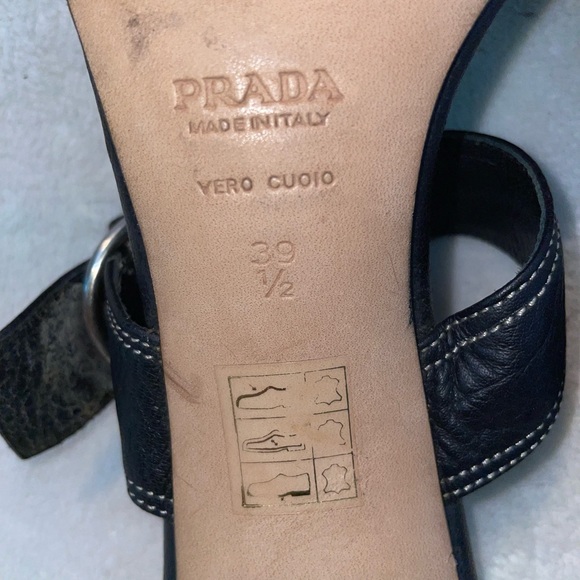 PRADA
MADE IN ITALY
VERO CUOIO
39
½